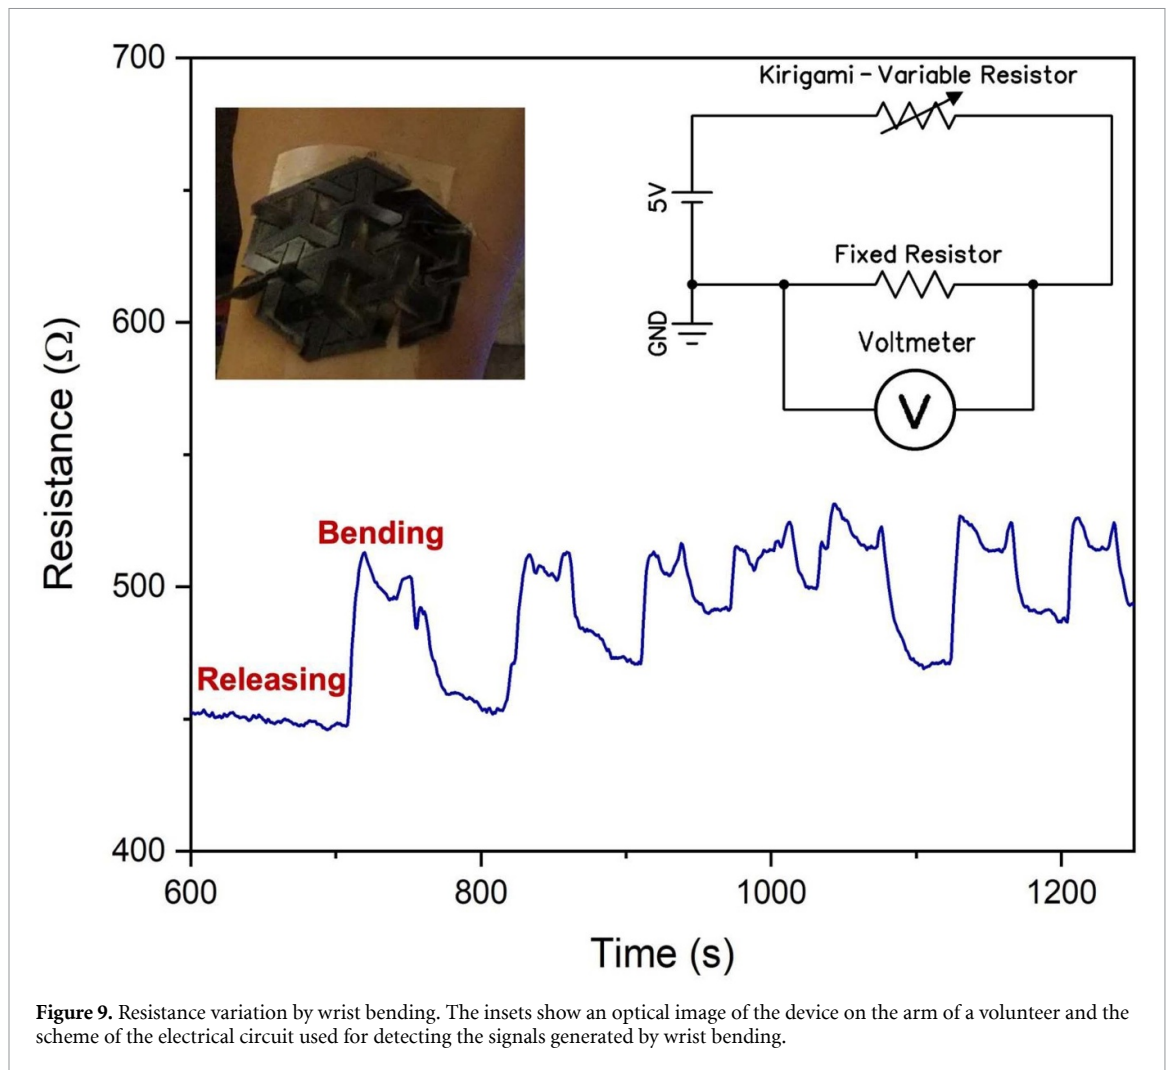 700
600
500
400
600
800
1000
1200
Resistance (Ω)
Time (s)
Kirigami – Variable Resistor
5V
Fixed Resistor
GND
Voltmeter
V
Bending
Releasing
Figure 9. Resistance variation by wrist bending. The insets show an optical image of the device on the arm of a volunteer and the
scheme of the electrical circuit used for detecting the signals generated by wrist bending.